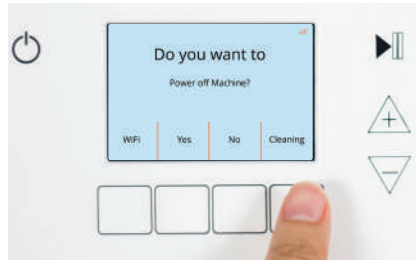 Do you want to
Power off Machine?
WiFi Yes No Cleaning